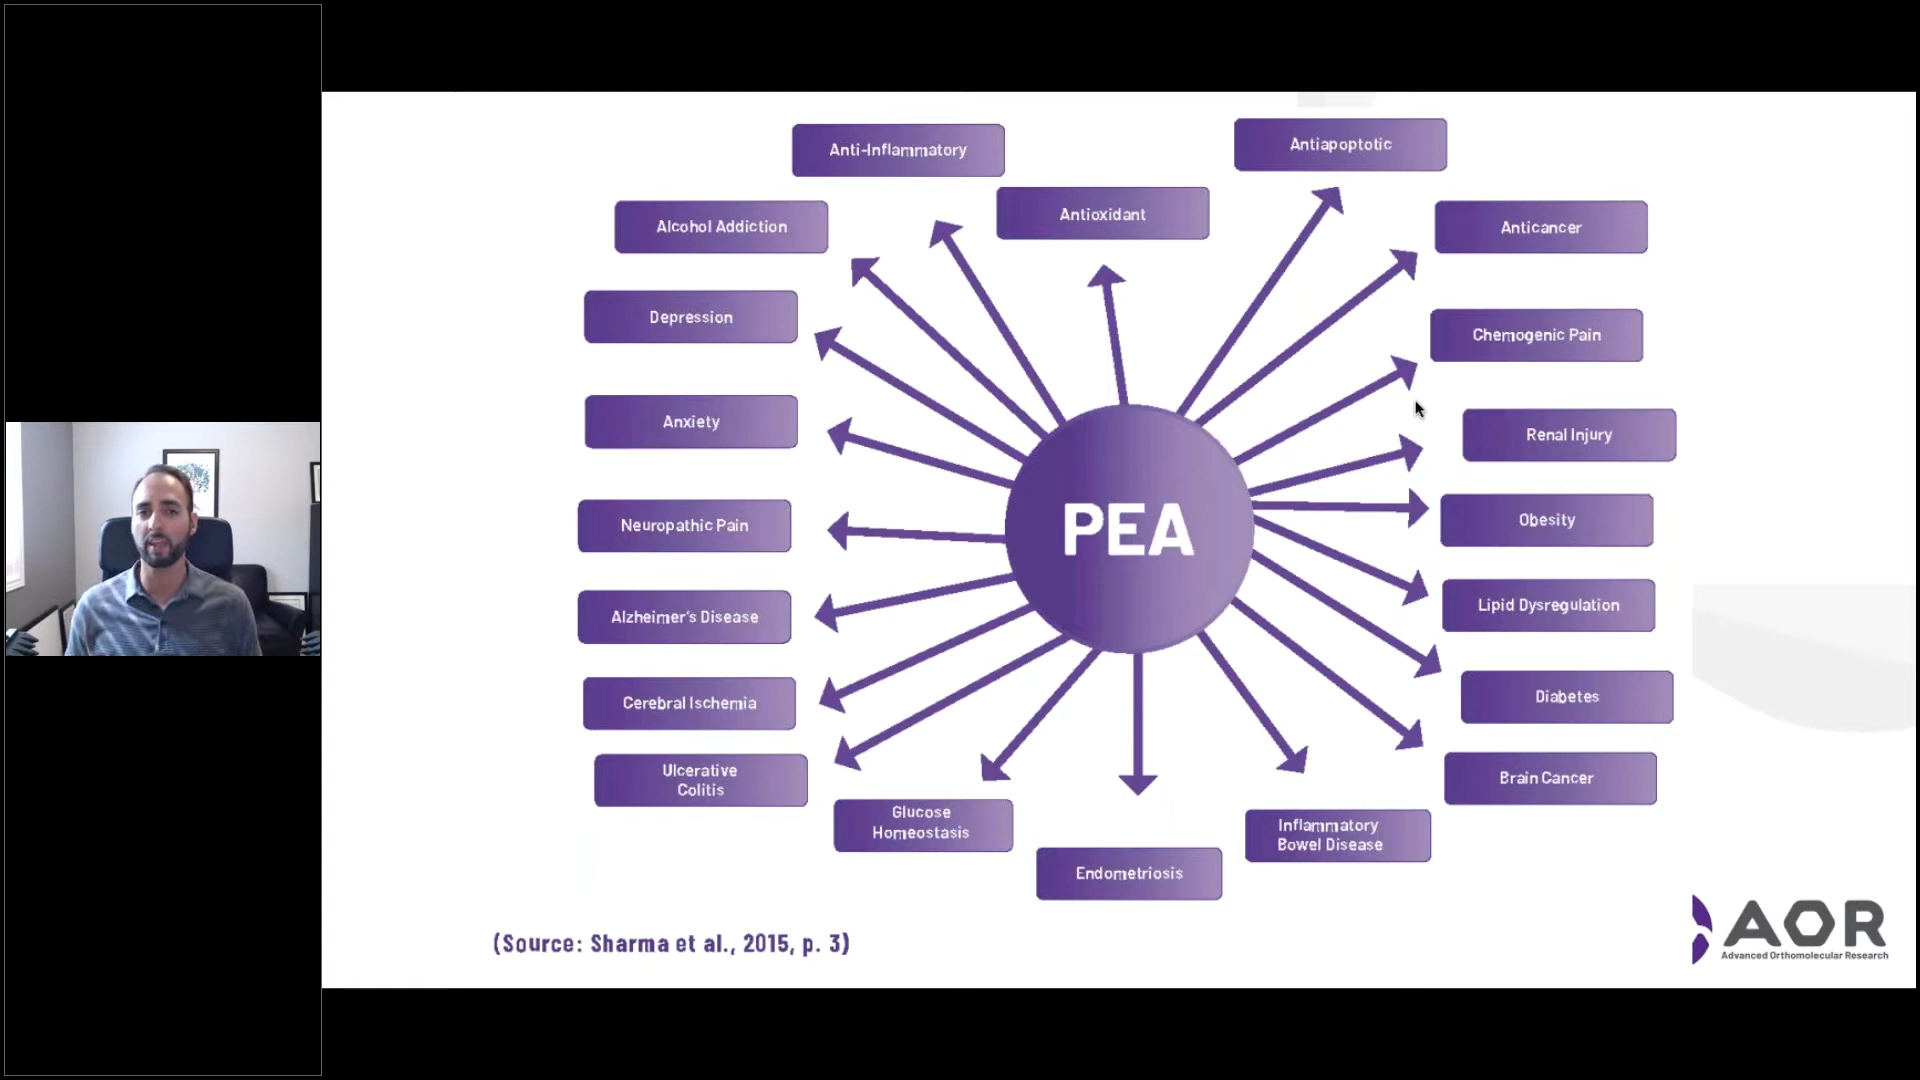 Anti-Inflammatory
Antiapoptotic
Antioxidant
Alcohol Addiction
Anticancer
Depression
Chemogenic Pain
Anxiety
Renal Injury
Neuropathic Pain
PEA
Obesity
Alzheimer's Disease
Lipid Dysregulation
Cerebral Ischemia
Diabetes
Ulcerative
Colitis
Brain Cancer
Glucose
Homeostasis
Inflammatory
Bowel Disease
Endometriosis
(Source: Sharma et al., 2015, p. 3)
AOR
Advanced Orthomolecular Research